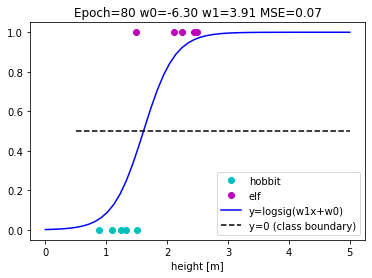 Epoch=80 w0=-6.30 w1=3.91 MSE=0.07
1.0
0.8
0.6
0.4
0.2
0.0
hobbit
elf
y=logsig(w1x+w0)
y=0 (class boundary)
0 1 2 3 4 5
height [m]